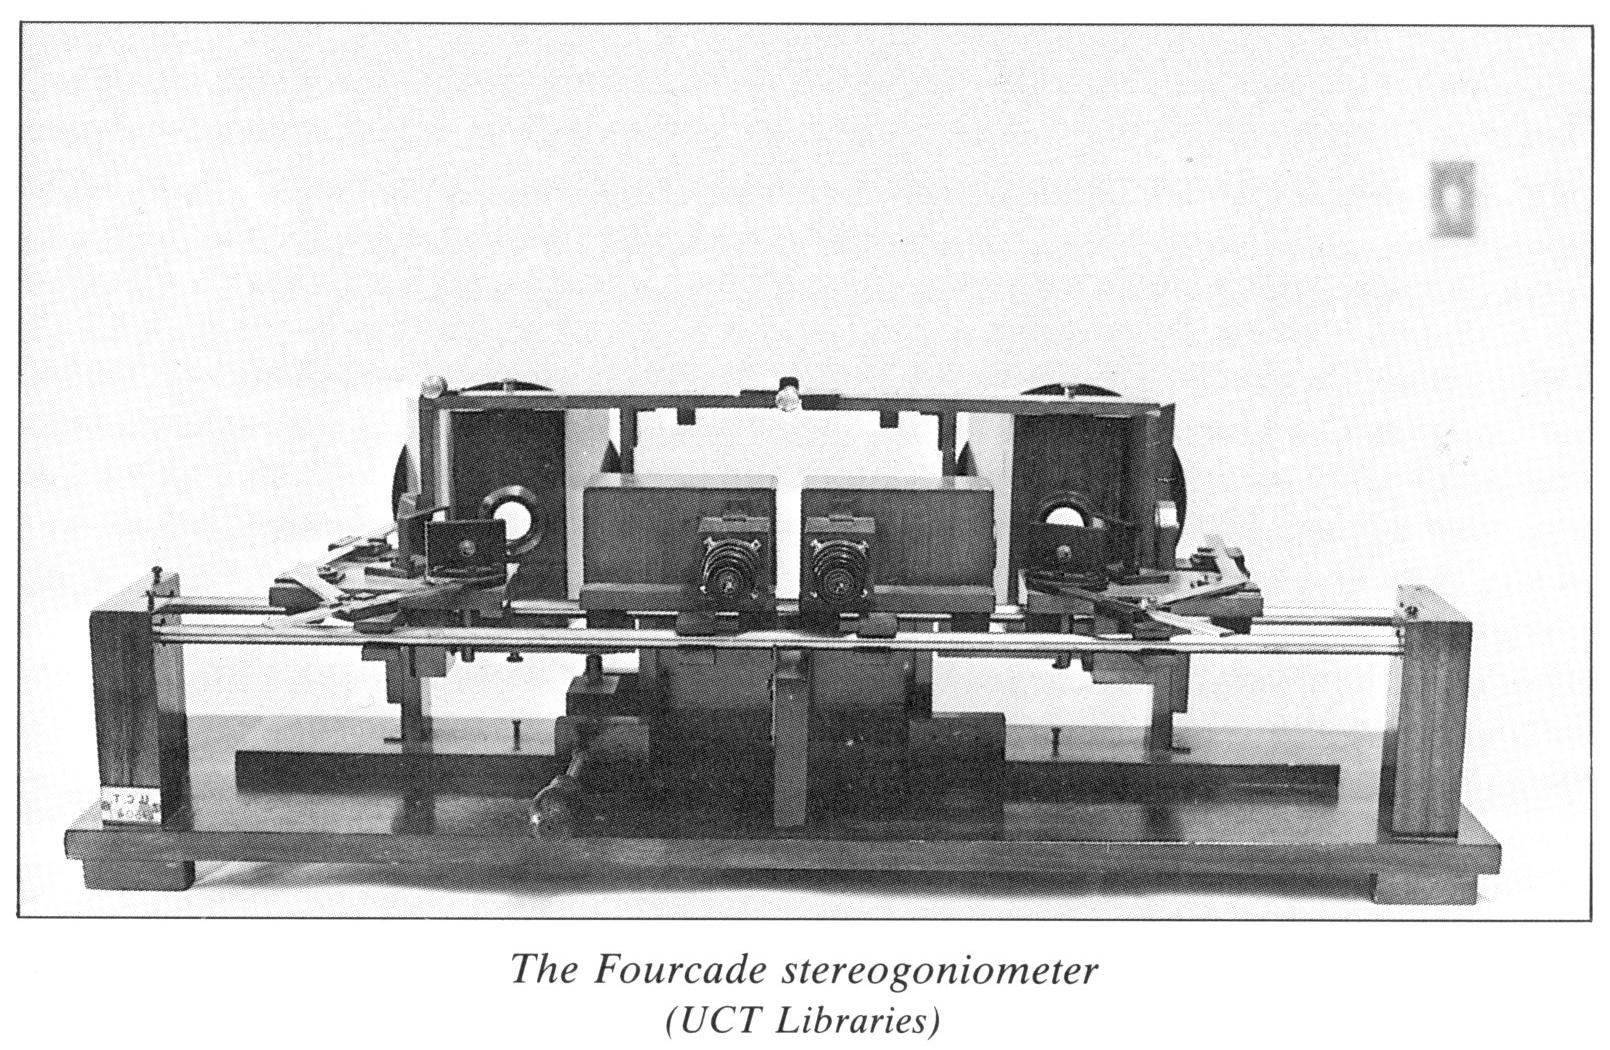 U.C.T
The Fourcade stereogoniometer
(UCT Libraries)